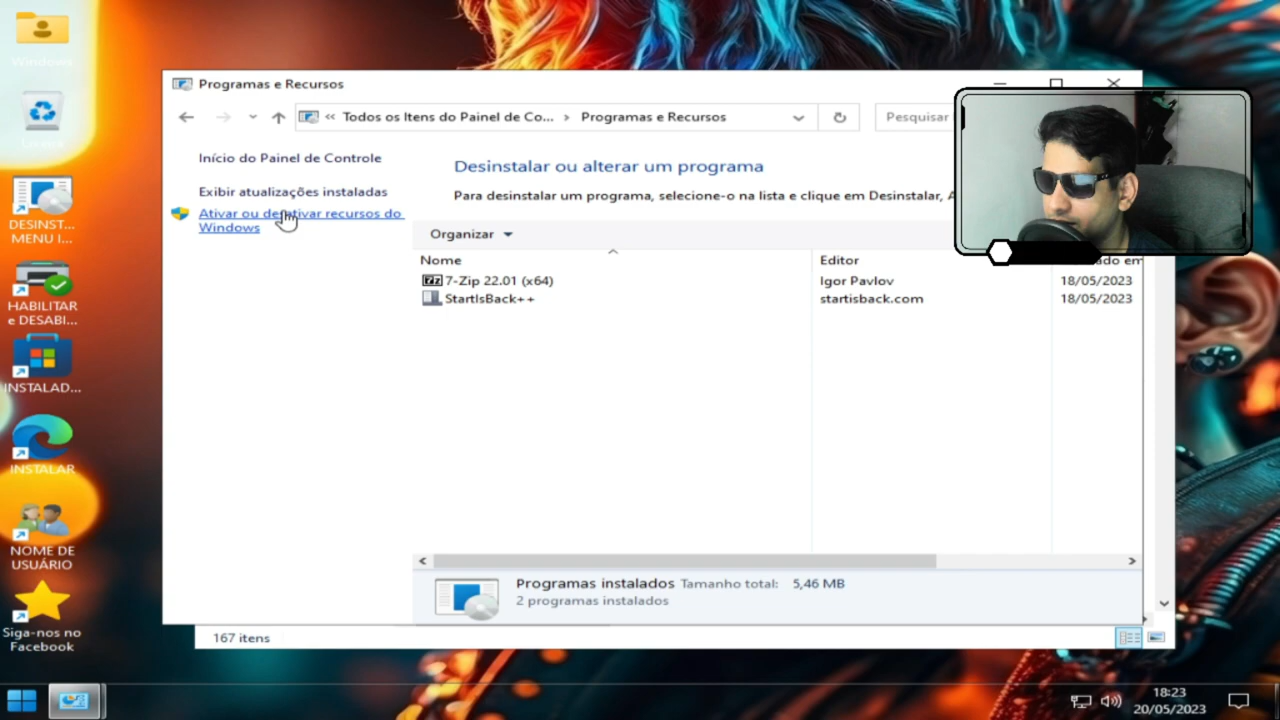 Windows
DESINST...
MENU I...
HABILITAR
e DESABI...
INSTALAD...
INSTALAR
NOME DE
USUÁRIO
Siga-nos no
Facebook
Programas e Recursos
« Todos os Itens do Painel de Co... › Programas e Recursos
Pesquisar
Início do Painel de Controle
Exibir atualizações instaladas
Ativar ou desativar recursos do
Windows
Desinstalar ou alterar um programa
Para desinstalar um programa, selecione-o na lista e clique em Desinstalar, A
Organizar
Nome Editor em
7-Zip 22.01 (x64) Igor Pavlov 18/05/2023
StartIsBack++ startisback.com 18/05/2023
Programas instalados Tamanho total: 5,46 MB
2 programas instalados
167 itens
18:23
20/05/2023